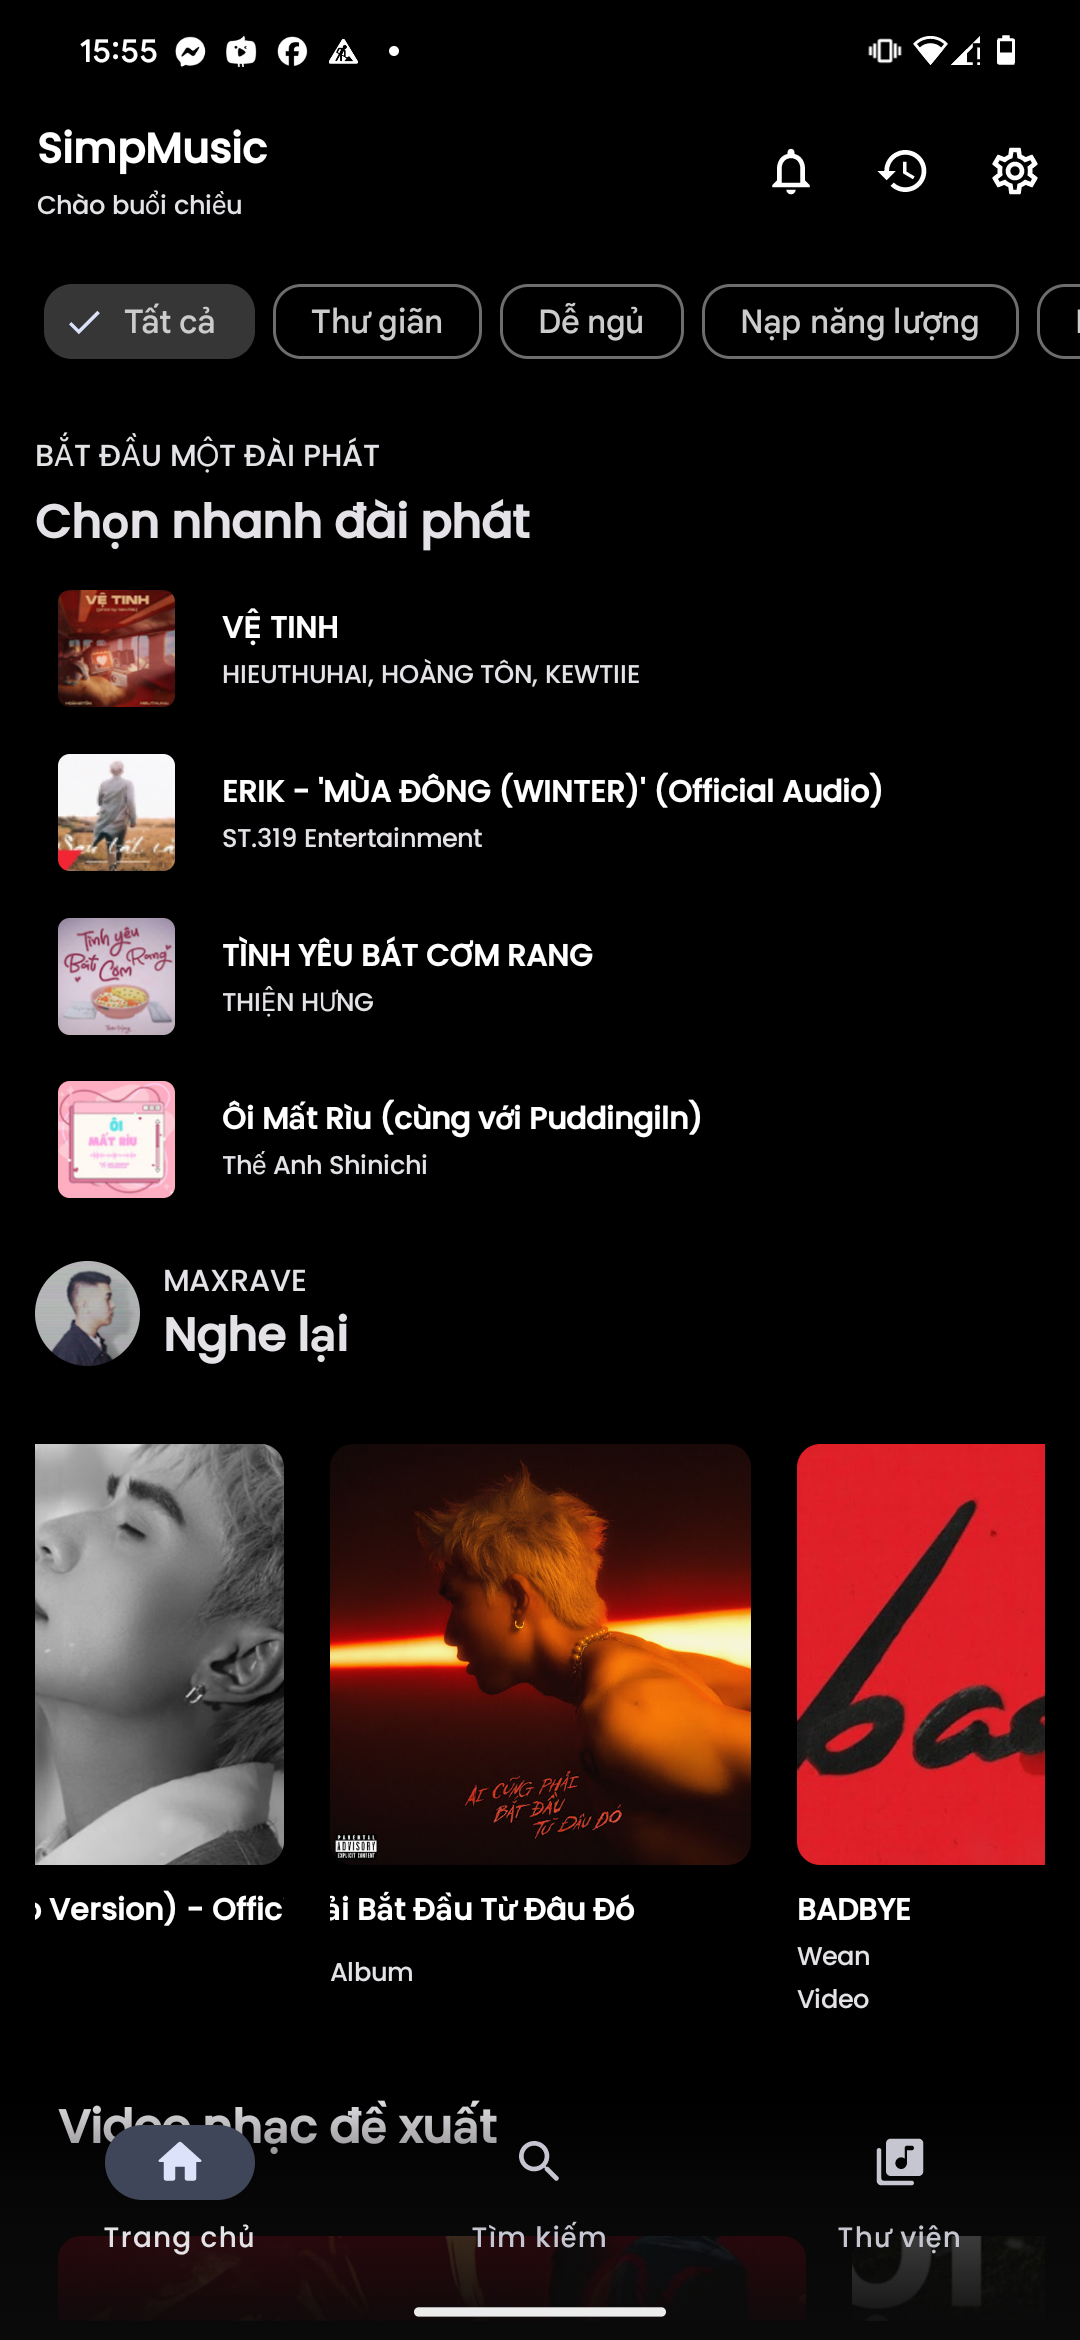 15:55
SimpMusic
Chào buổi chiều
Tất cả
Thư giãn
Dễ ngủ
Nạp năng lượng
BẮT ĐẦU MỘT ĐÀI PHÁT
Chọn nhanh đài phát
VỆ TINH
VỆ TINH
HIEUTHUHAI, HOÀNG TÔN, KEWTIIE
ERIK - 'MÙA ĐÔNG (WINTER)' (Official Audio)
ST.319 Entertainment
Tình yêu
Bát Cơm Rang
TÌNH YÊU BÁT CƠM RANG
THIỆN HƯNG
ÔI
MẤT RÌU
Ôi Mất Rìu (cùng với Puddingiln)
Thế Anh Shinichi
MAXRAVE
Nghe lại
AI CŨNG PHẢI
BẮT ĐẦU
TỪ ĐÂU ĐÓ
PARENTAL
ADVISORY
EXPLICIT CONTENT
Version) - Offic
ải Bắt Đầu Từ Đâu Đó
Album
BADBYE
Wean
Video
Video nhạc đề xuất
Trang chủ
Tìm kiếm
Thư viện